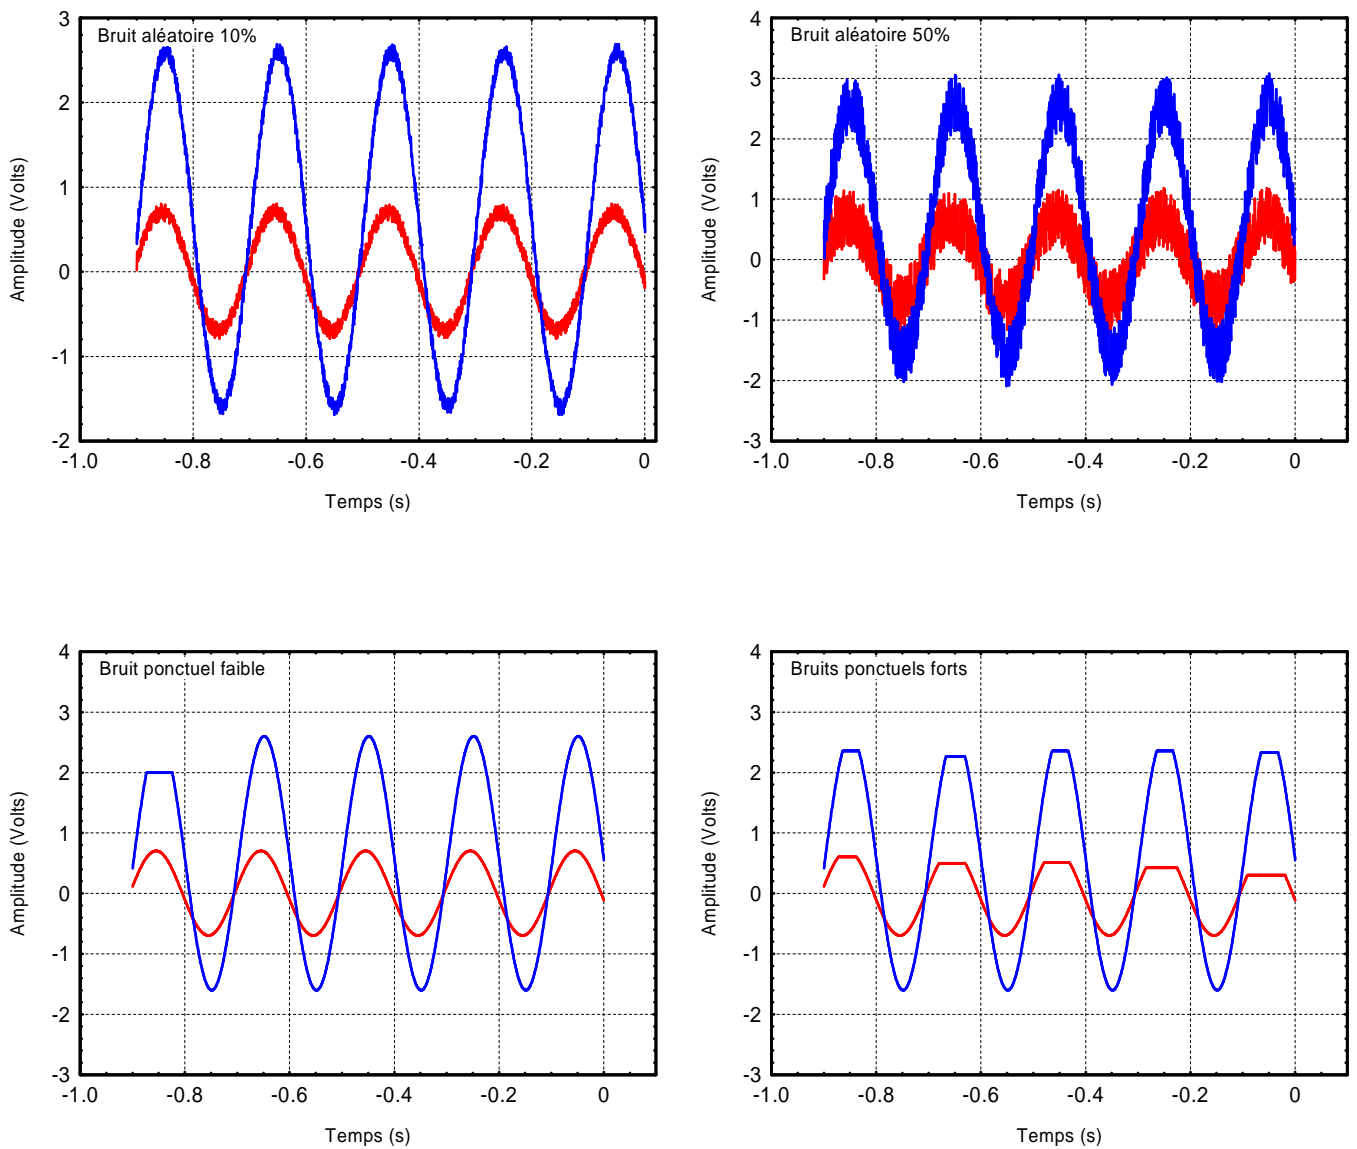 Bruit aléatoire 10%
3
2
1
0
-1
-2
Amplitude (Volts)
-1.0 -0.8 -0.6 -0.4 -0.2 0
Temps (s)
Bruit aléatoire 50%
4
3
2
1
0
-1
-2
-3
Amplitude (Volts)
-1.0 -0.8 -0.6 -0.4 -0.2 0
Temps (s)
Bruit ponctuel faible
4
3
2
1
0
-1
-2
-3
Amplitude (Volts)
-1.0 -0.8 -0.6 -0.4 -0.2 0
Temps (s)
Bruits ponctuels forts
4
3
2
1
0
-1
-2
-3
Amplitude (Volts)
-1.0 -0.8 -0.6 -0.4 -0.2 0
Temps (s)